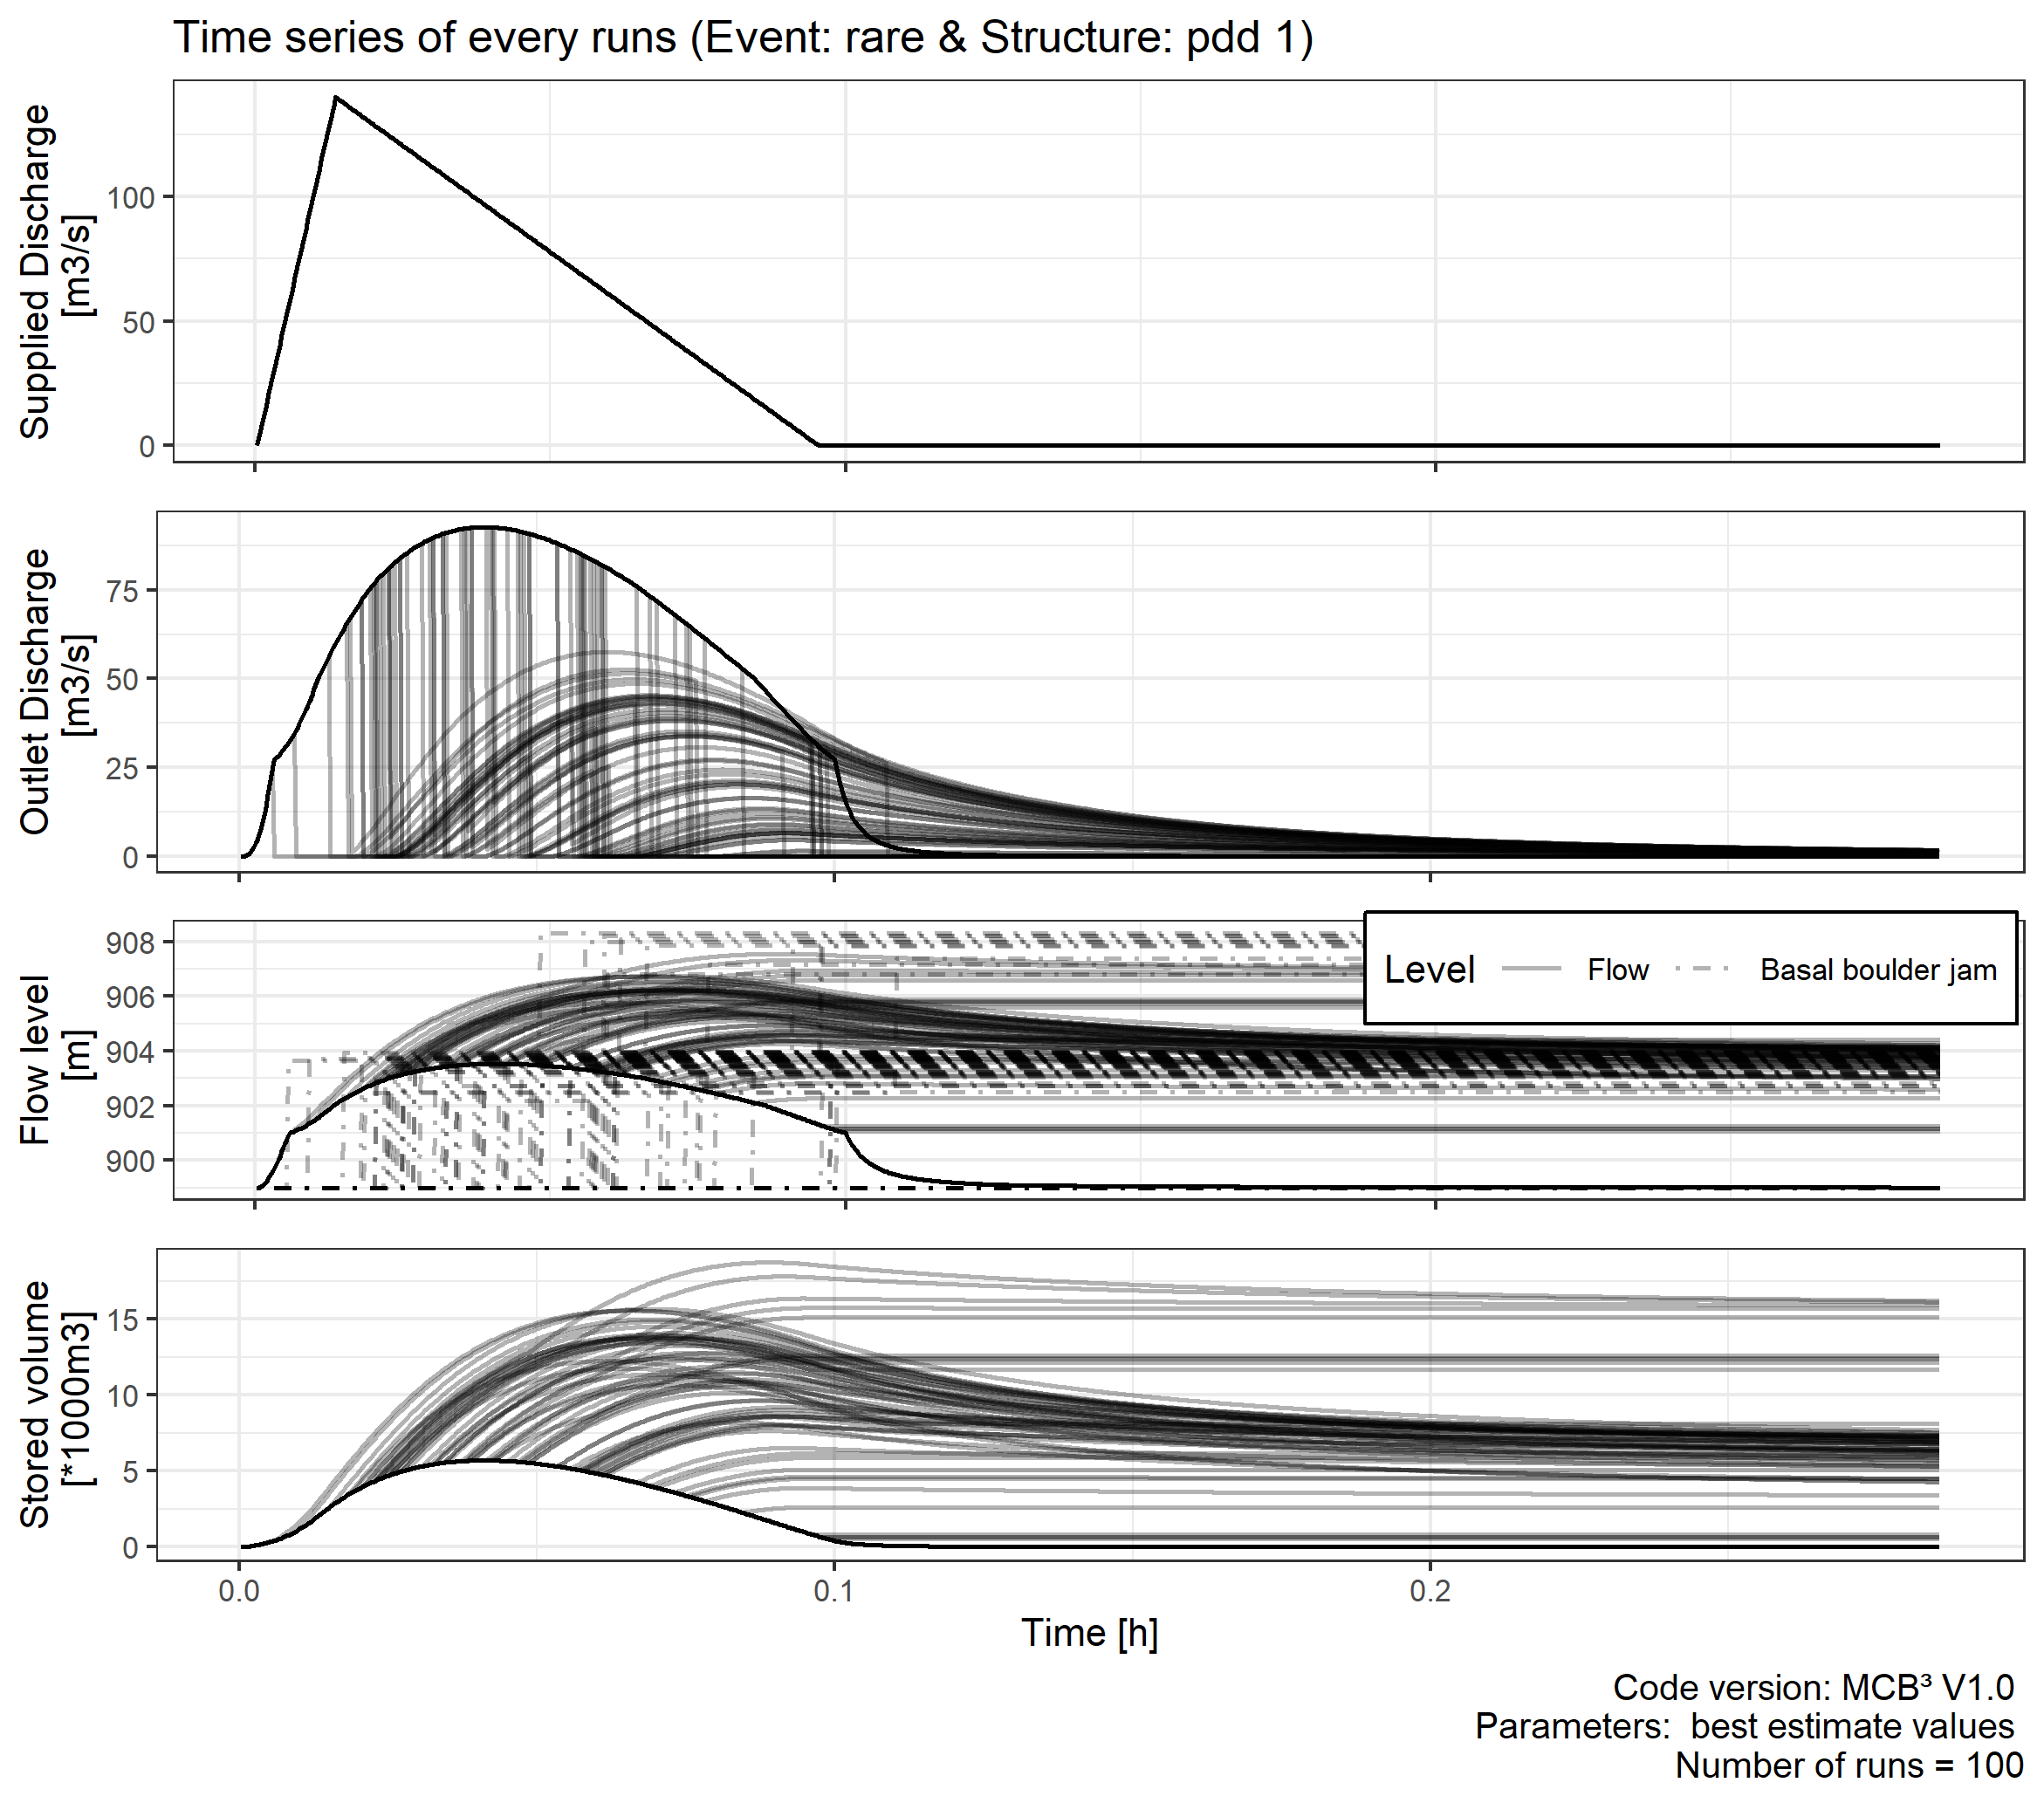 Time series of every runs (Event: rare & Structure: pdd 1)
Supplied Discharge
[m3/s]
100
50
0
Outlet Discharge
[m3/s]
75
50
25
0
Flow level
[m]
908
906
904
902
900
Level
Flow
Basal boulder jam
Stored volume
[*1000m3]
15
10
5
0
0.0
0.1
0.2
Time [h]
Code version: MCB³ V1.0
Parameters:  best estimate values
Number of runs = 100